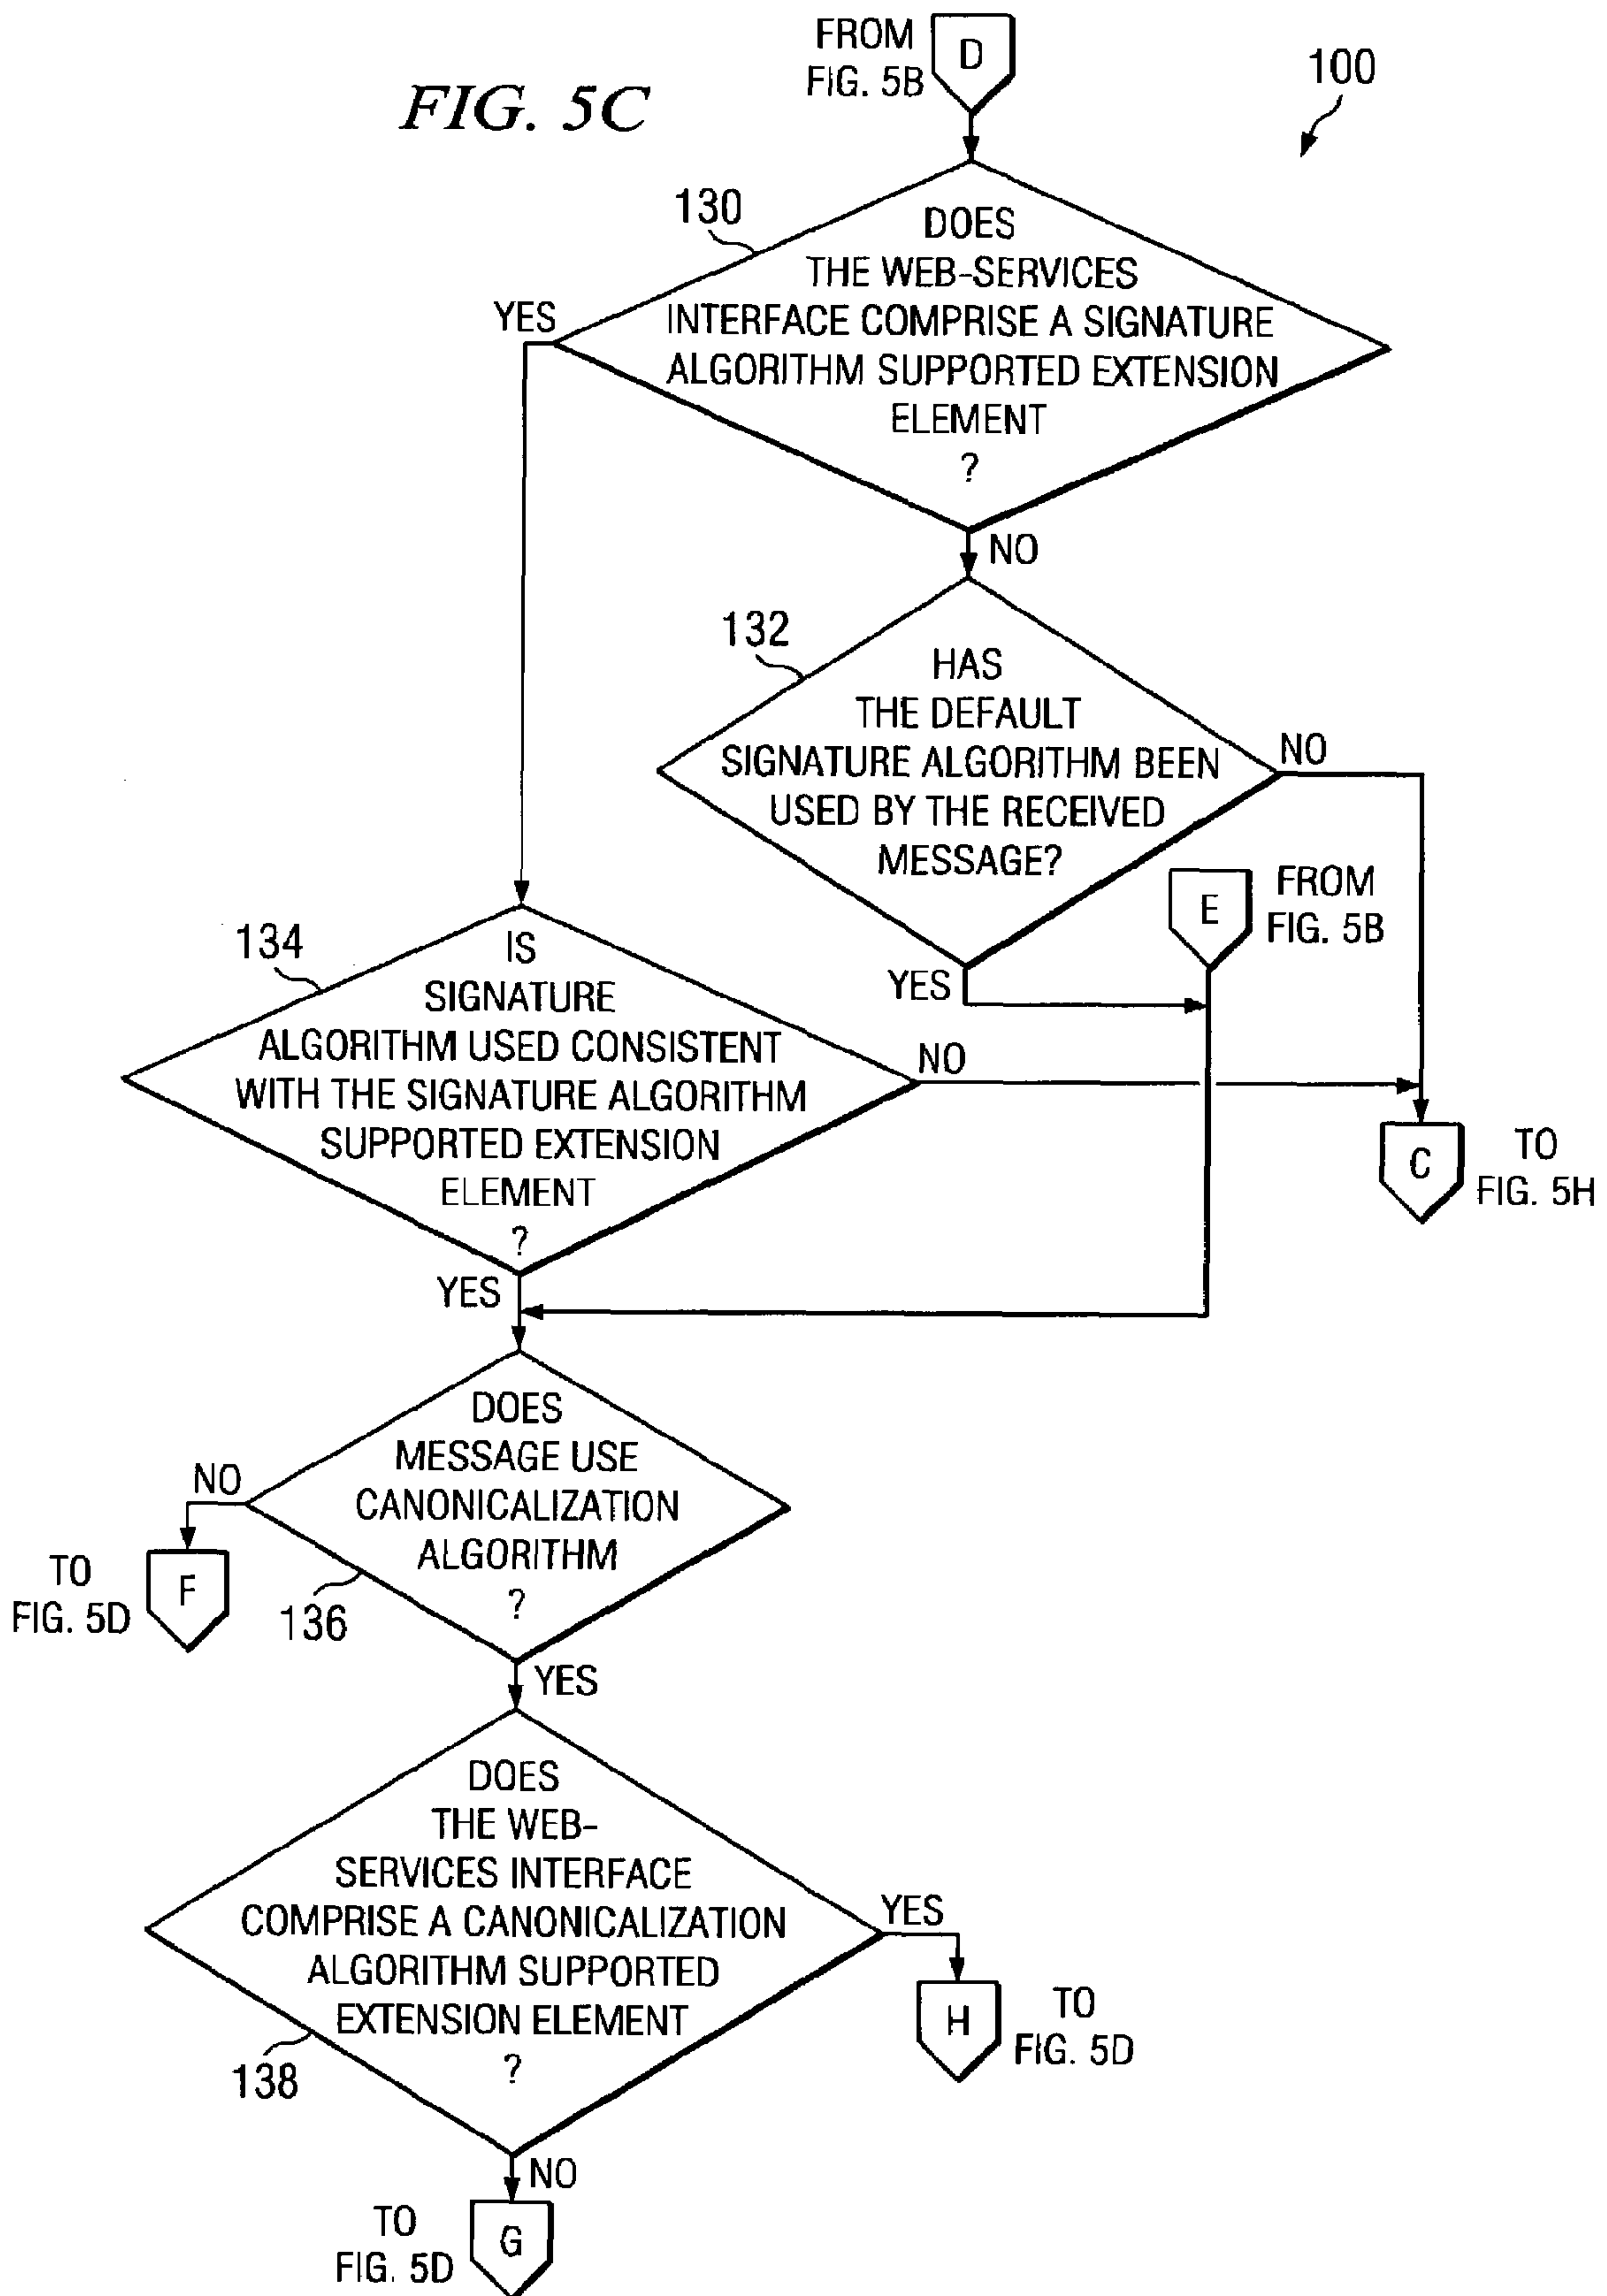 FROM
FIG. 5B
D
100
FIG. 5C
130
DOES
THE WEB-SERVICES
INTERFACE COMPRISE A SIGNATURE
ALGORITHM SUPPORTED EXTENSION
ELEMENT
?
YES
NO
132
HAS
THE DEFAULT
SIGNATURE ALGORITHM BEEN
USED BY THE RECEIVED
MESSAGE?
NO
YES
E
FROM
FIG. 5B
134
IS
SIGNATURE
ALGORITHM USED CONSISTENT
WITH THE SIGNATURE ALGORITHM
SUPPORTED EXTENSION
ELEMENT
?
NO
YES
C
TO
FIG. 5H
DOES
MESSAGE USE
CANONICALIZATION
ALGORITHM
?
136
NO
TO
FIG. 5D
F
YES
DOES
THE WEB-
SERVICES INTERFACE
COMPRISE A CANONICALIZATION
ALGORITHM SUPPORTED
EXTENSION ELEMENT
?
138
YES
H
TO
FIG. 5D
NO
TO
FIG. 5D
G